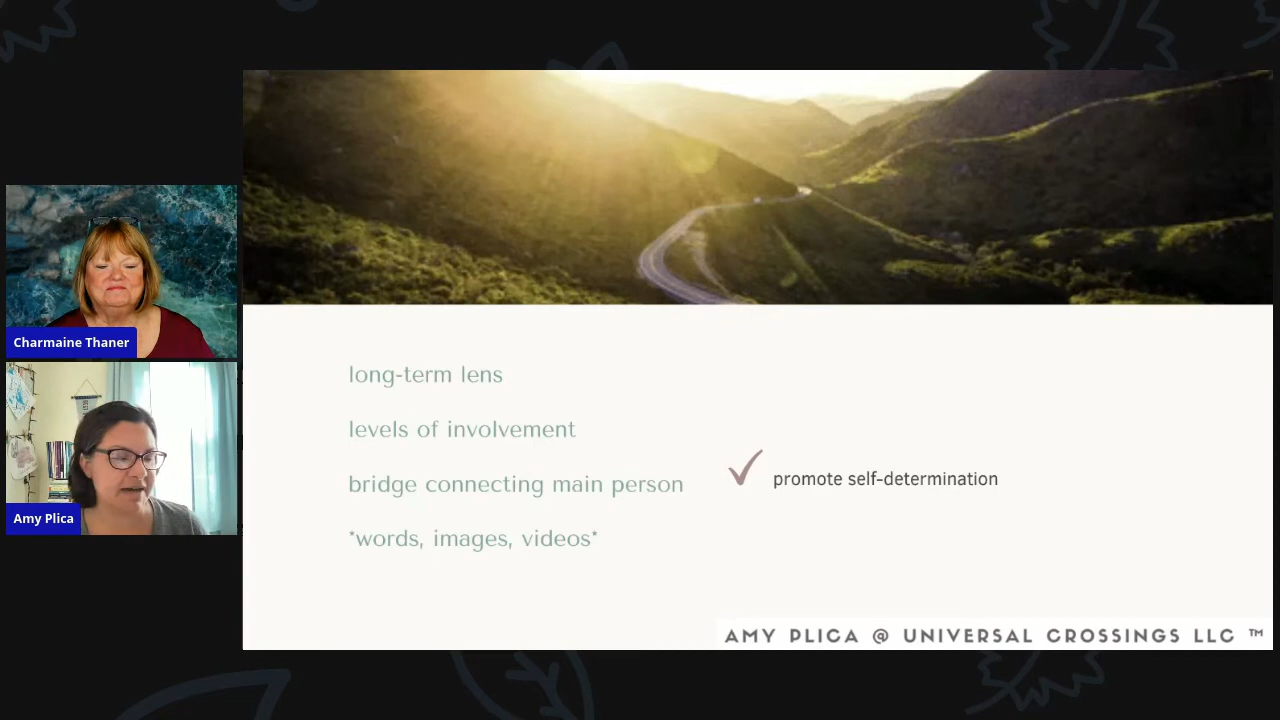 Charmaine Thaner
Amy Plica
long-term lens
levels of involvement
bridge connecting main person
*words, images, videos*
promote self-determination
AMY PLICA @ UNIVERSAL CROSSINGS LLC ™